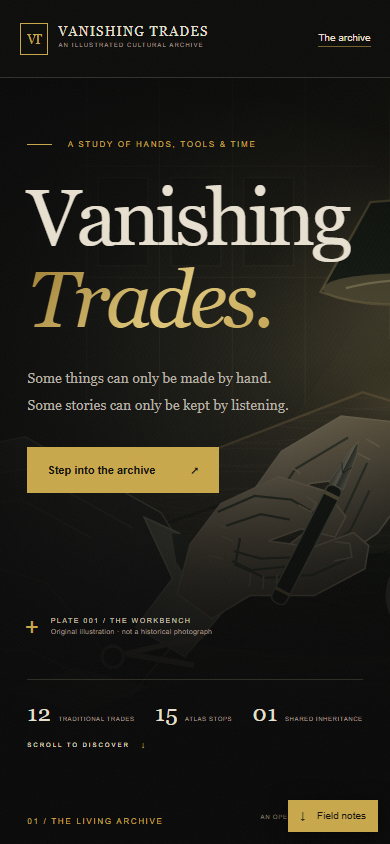 VT
VANISHING TRADES
AN ILLUSTRATED CULTURAL ARCHIVE
The archive
A STUDY OF HANDS, TOOLS & TIME
Vanishing
Trades.
Some things can only be made by hand.
Some stories can only be kept by listening.
Step into the archive ↗
+ PLATE 001 / THE WORKBENCH
Original illustration · not a historical photograph
12 TRADITIONAL TRADES 15 ATLAS STOPS 01 SHARED INHERITANCE
SCROLL TO DISCOVER ↓
01 / THE LIVING ARCHIVE
AN
↓ Field notes